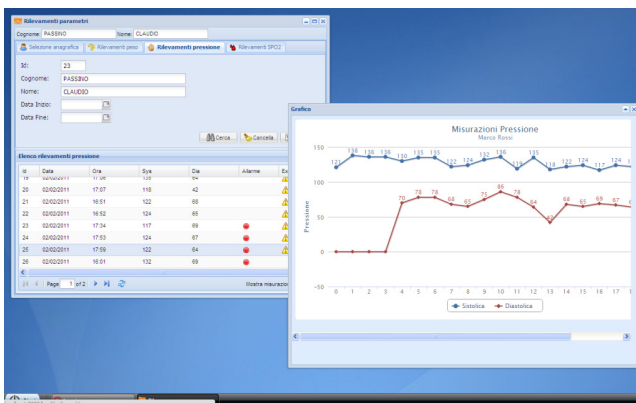 Rilevamenti parametri
Cognome: PASSINO Nome: CLAUDIO
Selezione anagrafica Rilevamenti peso Rilevamenti pressione Rilevamenti SPO2
Id: 23
Cognome: PASSINO
Nome: CLAUDIO
Data Inizio:
Data Fine:
Cerca Cancella
Elenco rilevamenti pressione
Id Data Ora Sys Dia Allarme
19 02/02/2011
20 02/02/2011 17:07 118 42
21 02/02/2011 16:51 122 68
22 02/02/2011 16:52 124 65
23 02/02/2011 17:34 117 69
24 02/02/2011 17:53 124 67
25 02/02/2011 17:59 122 64
26 02/02/2011 16:01 132 69
Page 1 of 2
Grafico
Misurazioni Pressione
Marco Rossi
Pressione
150
100
50
0
-50
121 138 136 136 130 135 135 122 124 132 136 119 135 118 122 124 117 124
70 78 78 68 65 75 86 78 64 42 68 65 69 67
0 1 2 3 4 5 6 7 8 9 10 11 12 13 14 15 16 17
Sistolica Diastolica